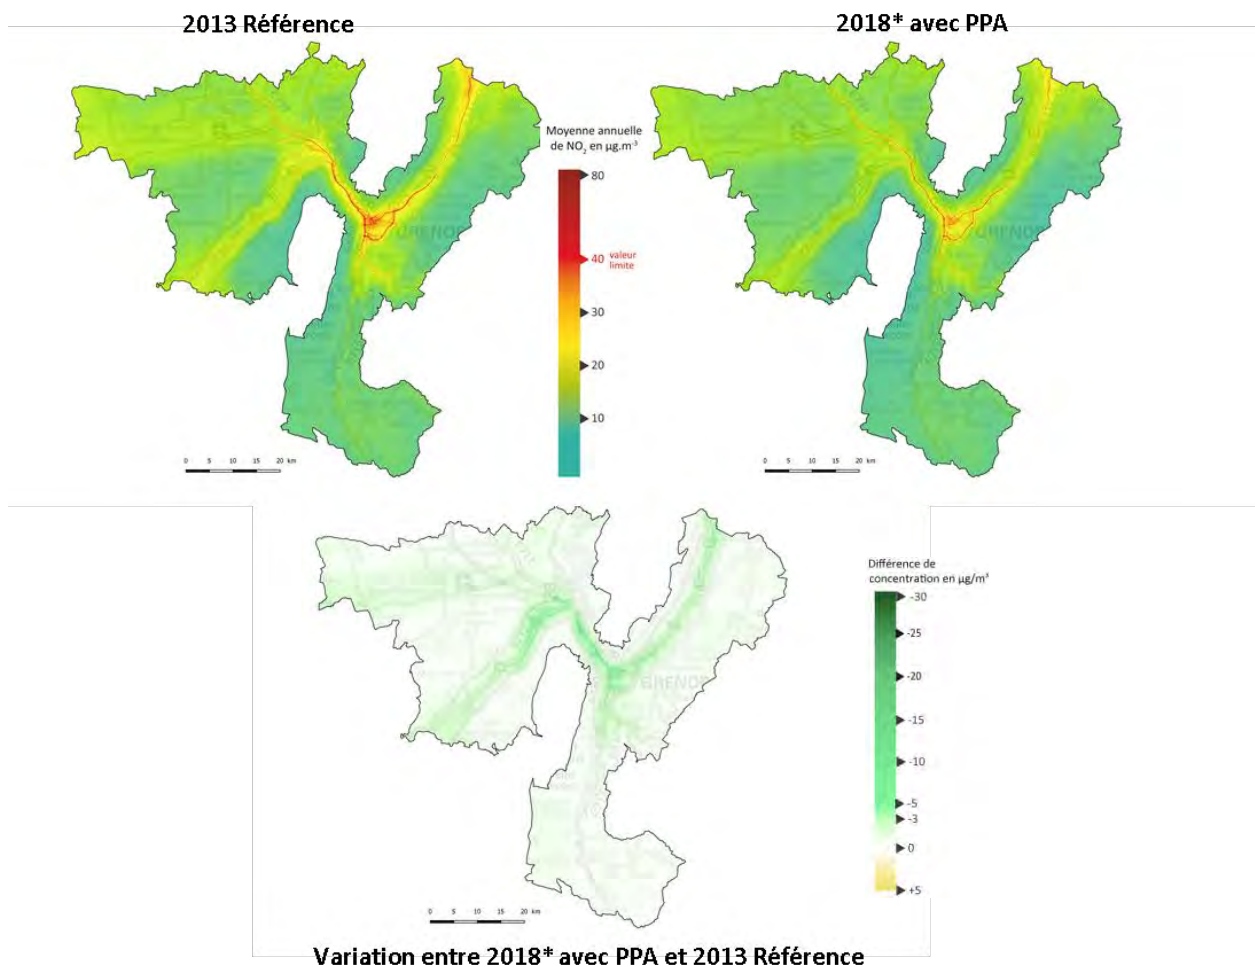 2013 Référence
2018* avec PPA
Moyenne annuelle
de NO2 en µg.m-3
80
40 valeur
limite
30
20
10
GRENOB
GRENOB
0 5 10 15 20 km
0 5 10 15 20 km
Différence de
concentration en µg/m³
-30
-25
-20
-15
-10
-5
-3
0
+5
GRENOB
0 5 10 15 20 km
Variation entre 2018* avec PPA et 2013 Référence